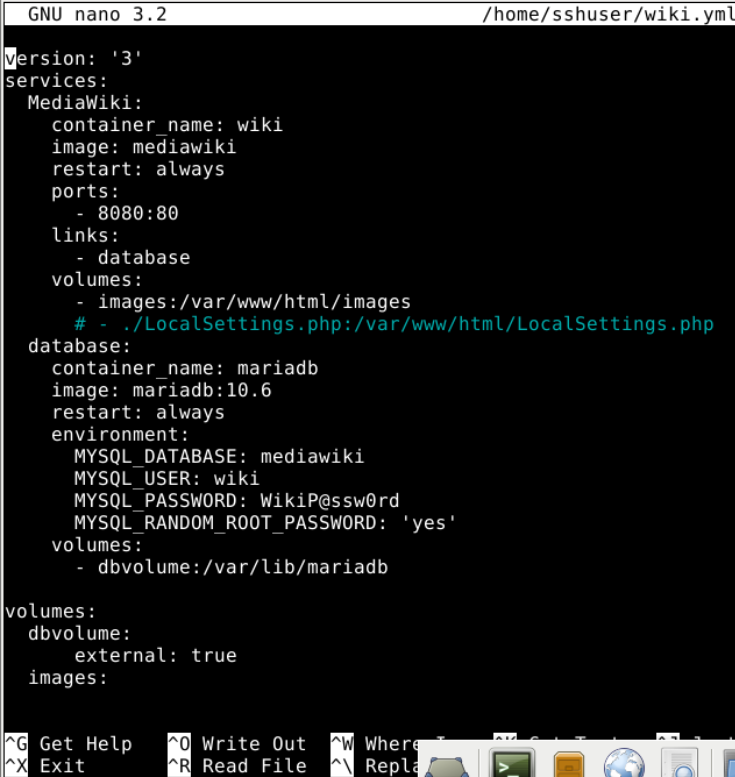 GNU nano 3.2 /home/sshuser/wiki.yml
version: '3'
services:
  MediaWiki:
    container_name: wiki
    image: mediawiki
    restart: always
    ports:
      - 8080:80
    links:
      - database
    volumes:
      - images:/var/www/html/images
      # - ./LocalSettings.php:/var/www/html/LocalSettings.php
  database:
    container_name: mariadb
    image: mariadb:10.6
    restart: always
    environment:
      MYSQL_DATABASE: mediawiki
      MYSQL_USER: wiki
      MYSQL_PASSWORD: WikiP@ssw0rd
      MYSQL_RANDOM_ROOT_PASSWORD: 'yes'
    volumes:
      - dbvolume:/var/lib/mariadb
volumes:
  dbvolume:
      external: true
  images:
^G Get Help ^O Write Out ^W Where
^X Exit ^R Read File ^\ Repla